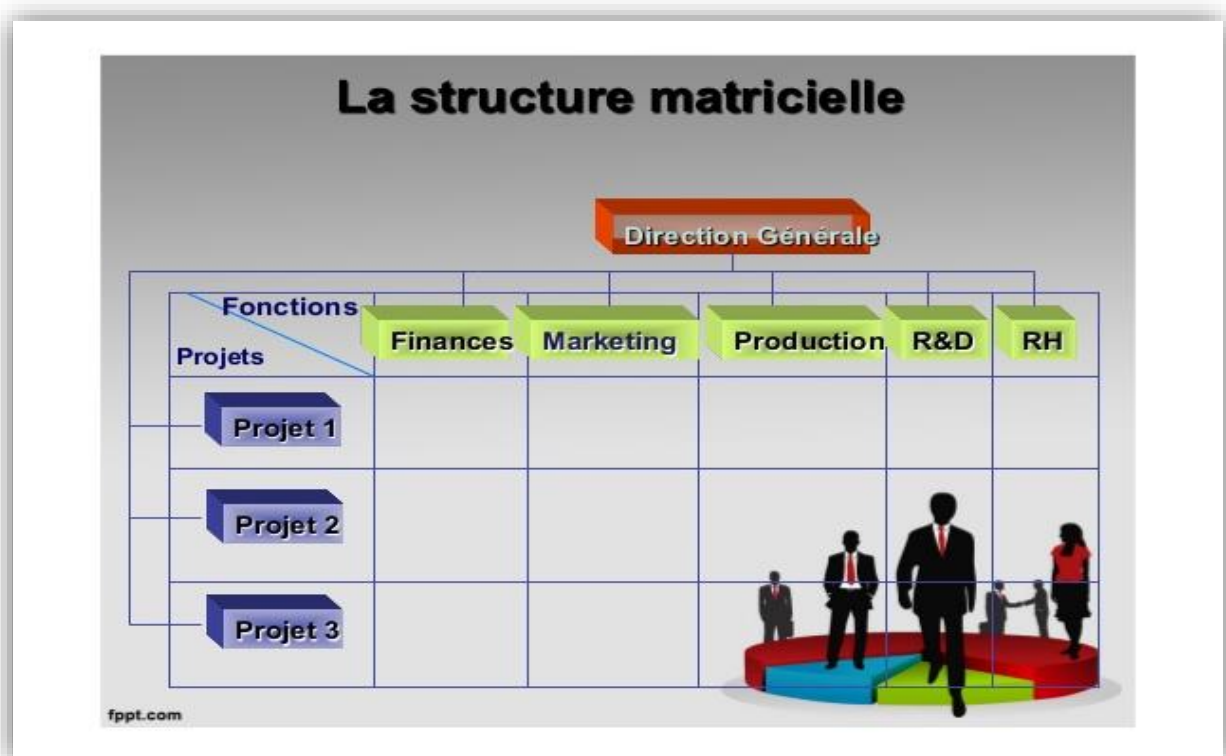 La structure matricielle
Direction Générale
Fonctions
Projets
Finances
Marketing
Production
R&D
RH
Projet 1
Projet 2
Projet 3
fppt.com